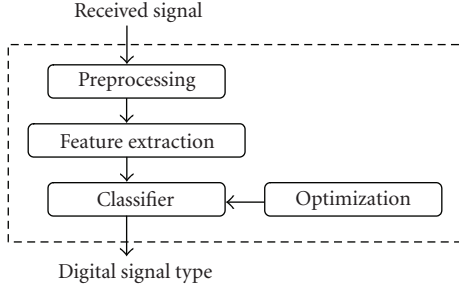 Received signal
Preprocessing
Feature extraction
Classifier
Optimization
Digital signal type